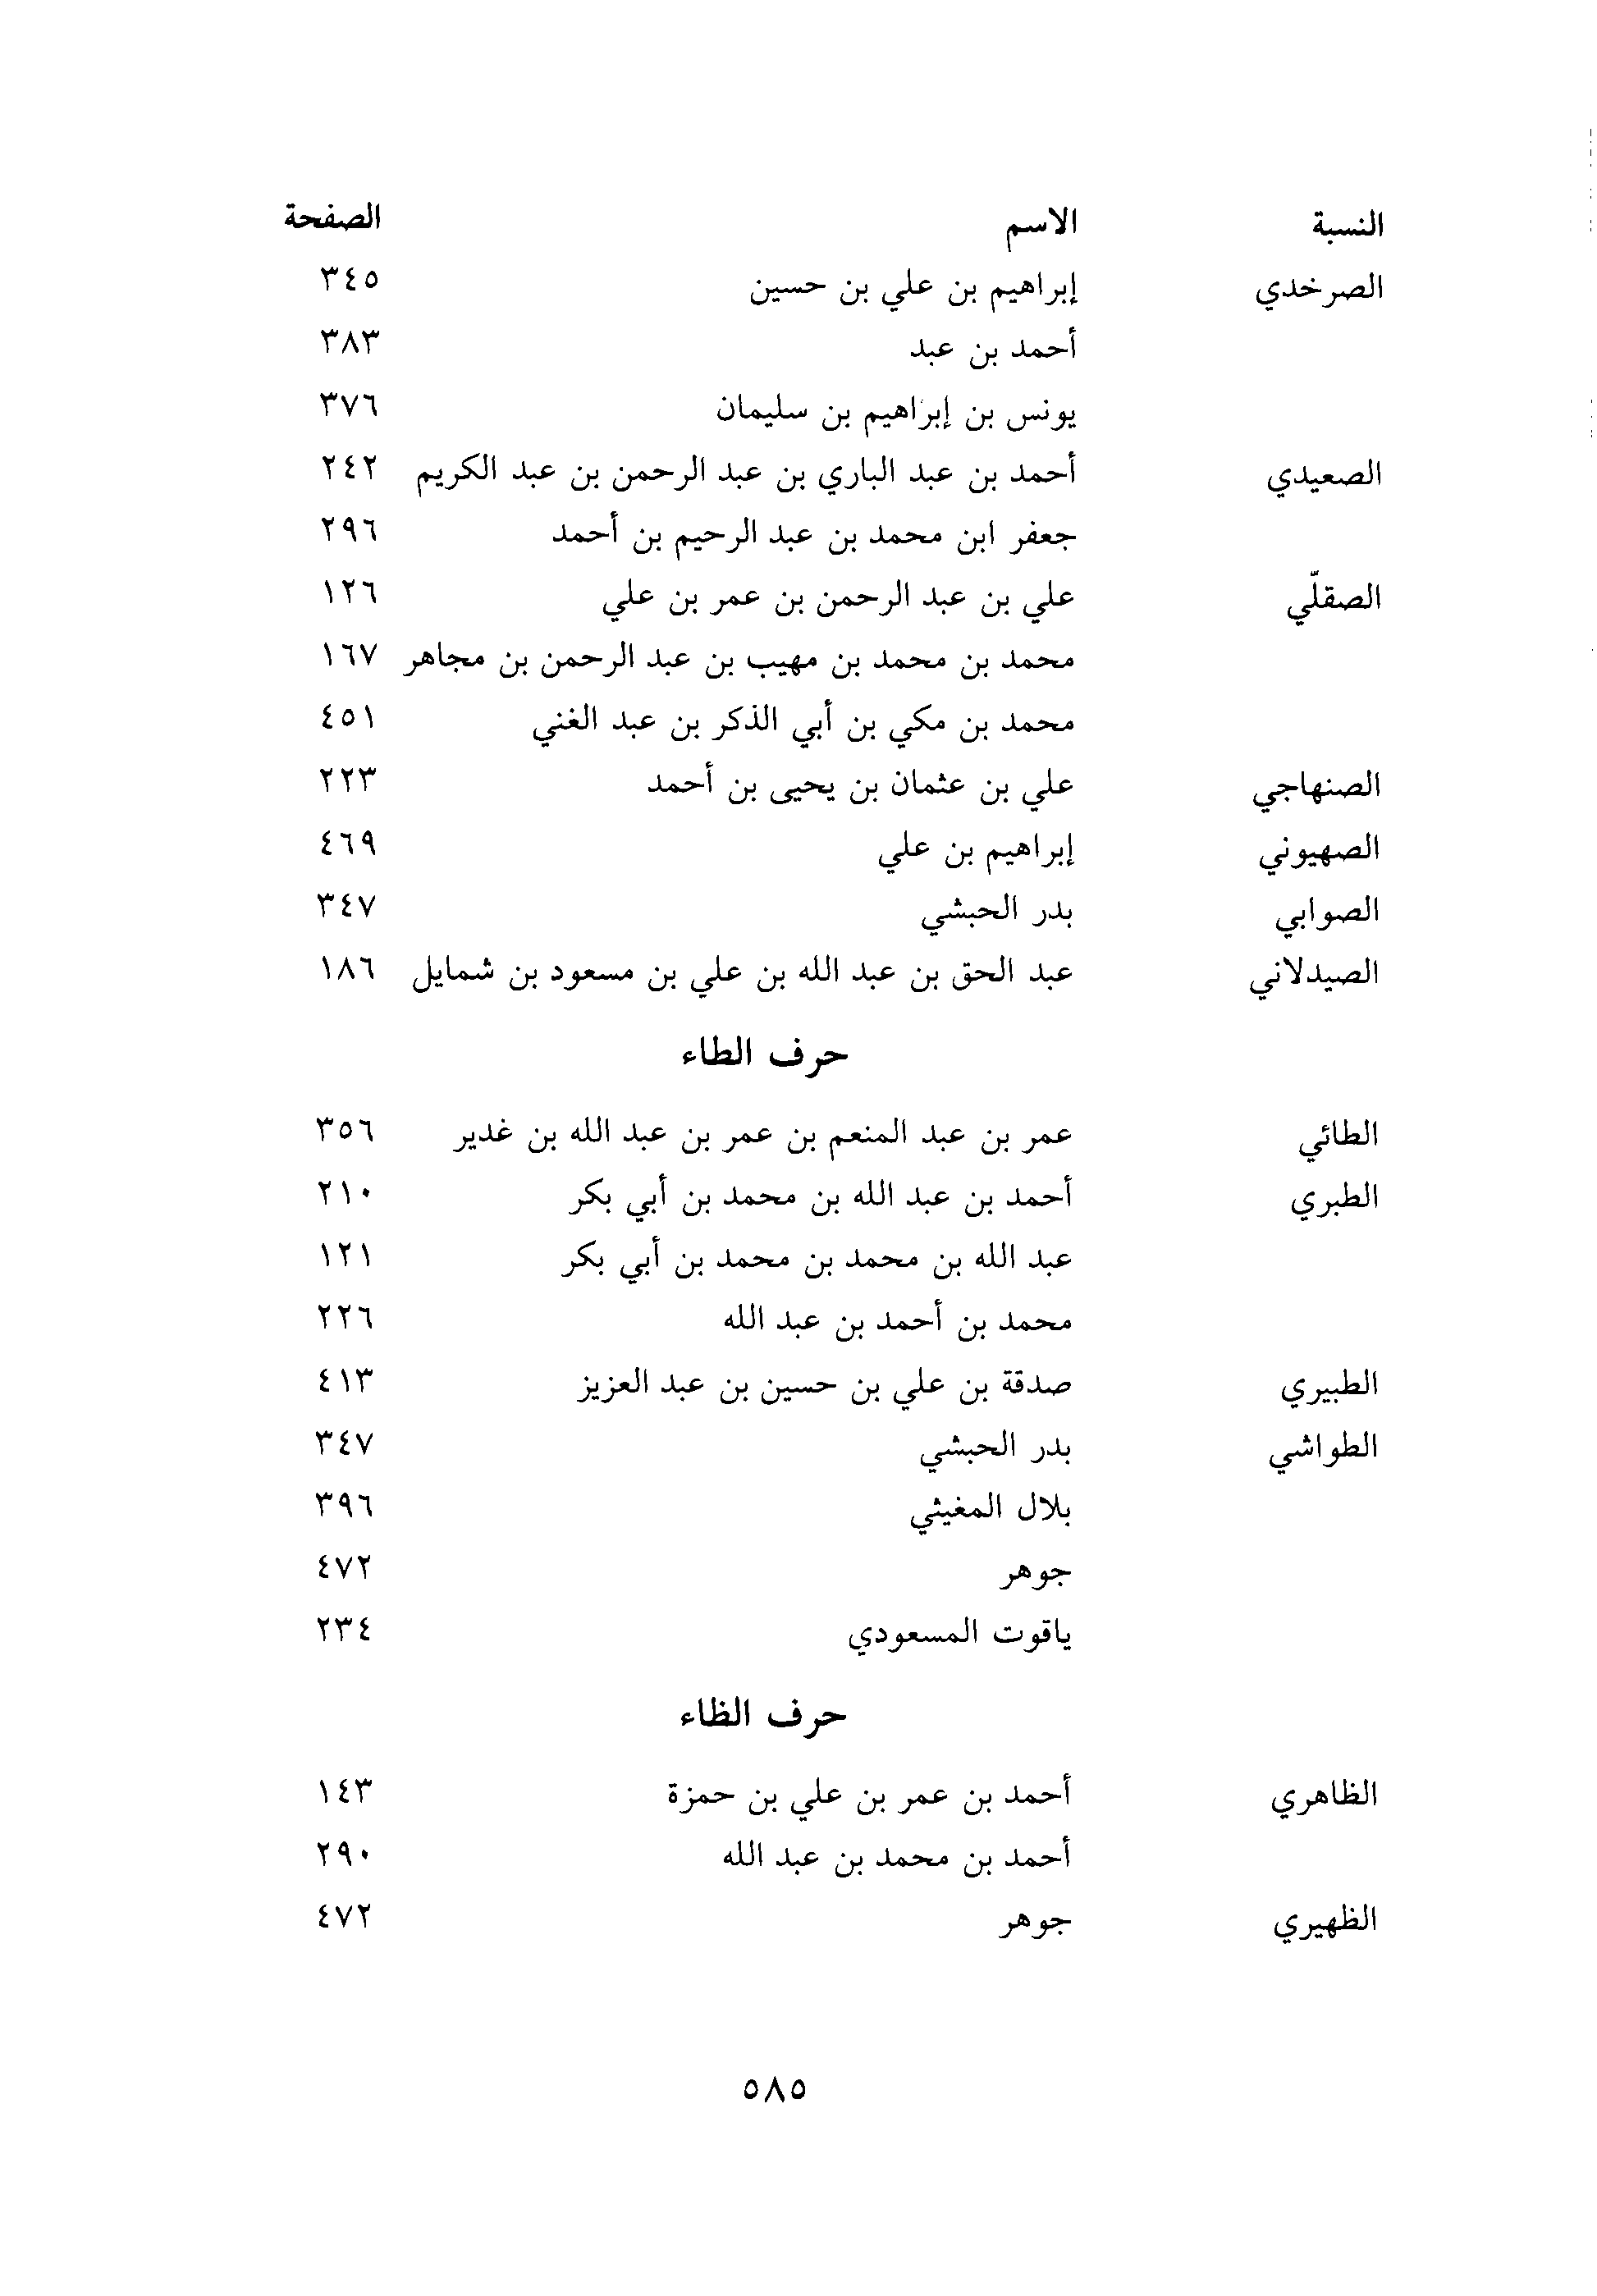 النسبة الاسم الصفحة
الصرخدي إبراهيم بن علي بن حسين ٣٤٥
أحمد بن عبد ٣٨٣
يونس بن إبراهيم بن سليمان ٣٧٦
الصعيدي أحمد بن عبد الباري بن عبد الرحمن بن عبد الكريم ٢٤٢
جعفر ابن محمد بن عبد الرحيم بن أحمد ٢٩٦
الصقلّي علي بن عبد الرحمن بن عمر بن علي ١٢٦
محمد بن محمد بن مهيب بن عبد الرحمن بن مجاهر ١٦٧
محمد بن مكي بن أبي الذكر بن عبد الغني ٤٥١
الصنهاجي علي بن عثمان بن يحيى بن أحمد ٢٢٣
الصهيوني إبراهيم بن علي ٤٦٩
الصوابي بدر الحبشي ٣٤٧
الصيدلاني عبد الحق بن عبد الله بن علي بن مسعود بن شمايل ١٨٦
حرف الطاء
الطائي عمر بن عبد المنعم بن عمر بن عبد الله بن غدير ٣٥٦
الطبري أحمد بن عبد الله بن محمد بن أبي بكر ٢١٠
عبد الله بن محمد بن محمد بن أبي بكر ١٢١
محمد بن أحمد بن عبد الله ٢٢٦
الطبيري صدقة بن علي بن حسين بن عبد العزيز ٤١٣
الطواشي بدر الحبشي ٣٤٧
بلال المغيثي ٣٩٦
جوهر ٤٧٢
ياقوت المسعودي ٢٣٤
حرف الظاء
الظاهري أحمد بن عمر بن علي بن حمزة ١٤٣
أحمد بن محمد بن عبد الله ٢٩٠
الظهيري جوهر ٤٧٢
٥٨٥